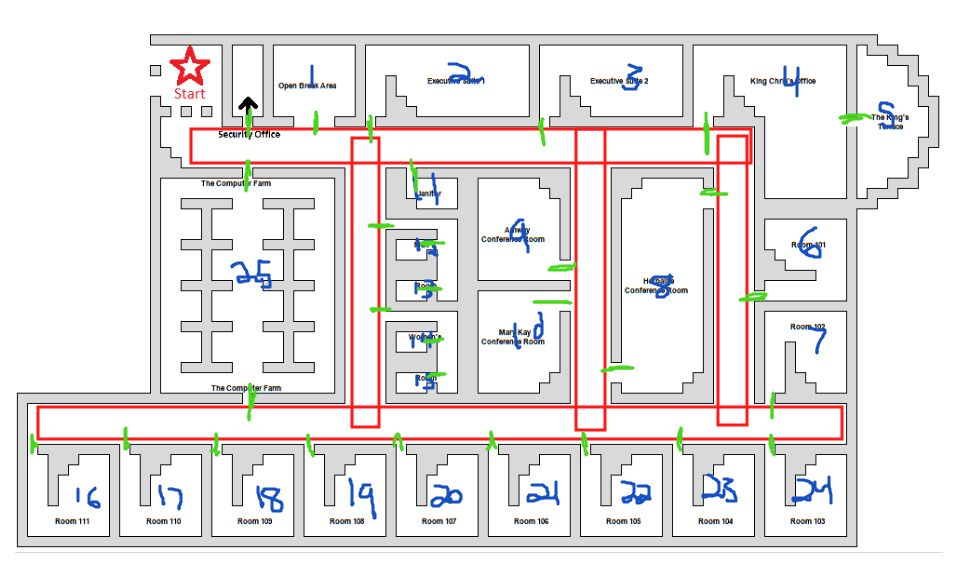 Start
1
Open Break Area
2
Executive Suite 1
3
Executive Suite 2
4
King Chris's Office
5
The King's
Terrace
Security Office
The Computer Farm
11
Janitor
9
Amway
Conference Room
6
Room 101
12
Men's
25
13
Room
8
Conference Room
7
Room 102
14
Women's
10
Mary Kay
Conference Room
15
Room
The Computer Farm
16
17
18
19
20
21
22
23
24
Room 111
Room 110
Room 109
Room 108
Room 107
Room 106
Room 105
Room 104
Room 103